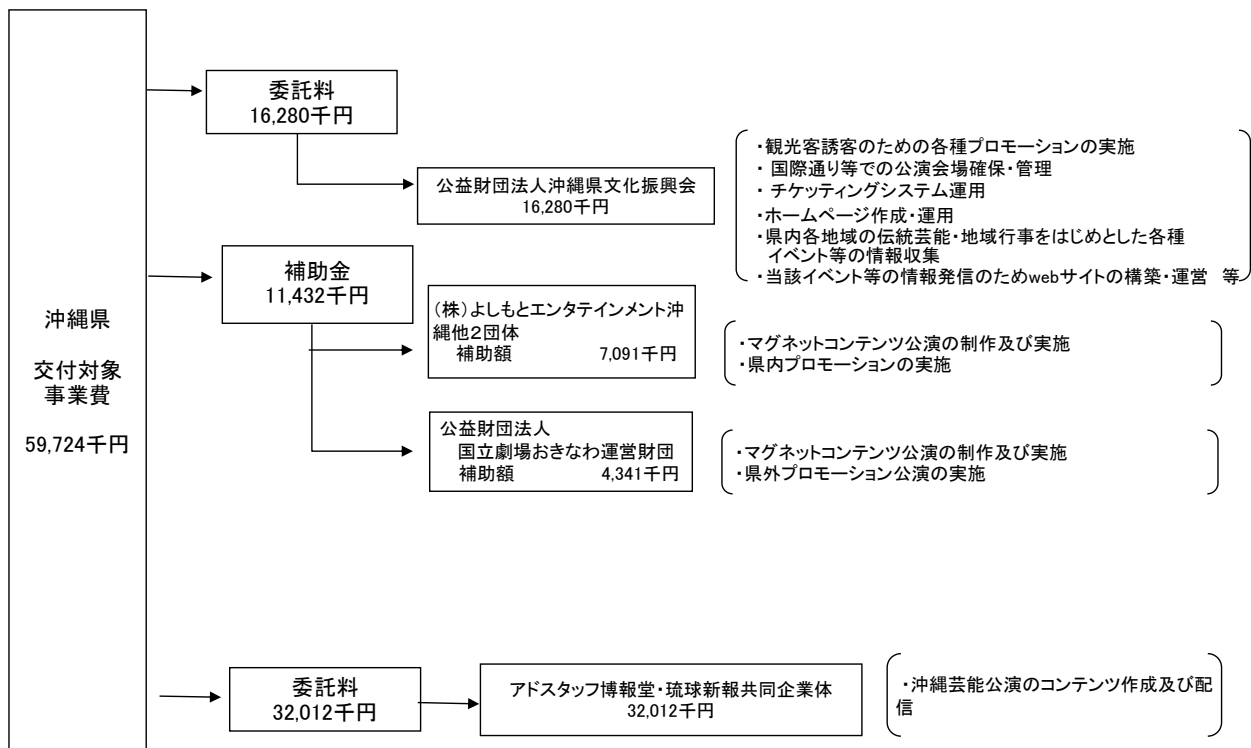 沖縄県
交付対象
事業費
59,724千円
委託料
16,280千円
公益財団法人沖縄県文化振興会
16,280千円
・観光客誘客のための各種プロモーションの実施
・国際通り等での公演会場確保・管理
・チケッティングシステム運用
・ホームページ作成・運用
・県内各地域の伝統芸能・地域行事をはじめとした各種
イベント等の情報収集
・当該イベント等の情報発信のためwebサイトの構築・運営 等
補助金
11,432千円
(株)よしもとエンタテインメント沖
縄他2団体
補助額 7,091千円
・マグネットコンテンツ公演の制作及び実施
・県内プロモーションの実施
公益財団法人
国立劇場おきなわ運営財団
補助額 4,341千円
・マグネットコンテンツ公演の制作及び実施
・県外プロモーション公演の実施
委託料
32,012千円
アドスタッフ博報堂・琉球新報共同企業体
32,012千円
・沖縄芸能公演のコンテンツ作成及び配
信